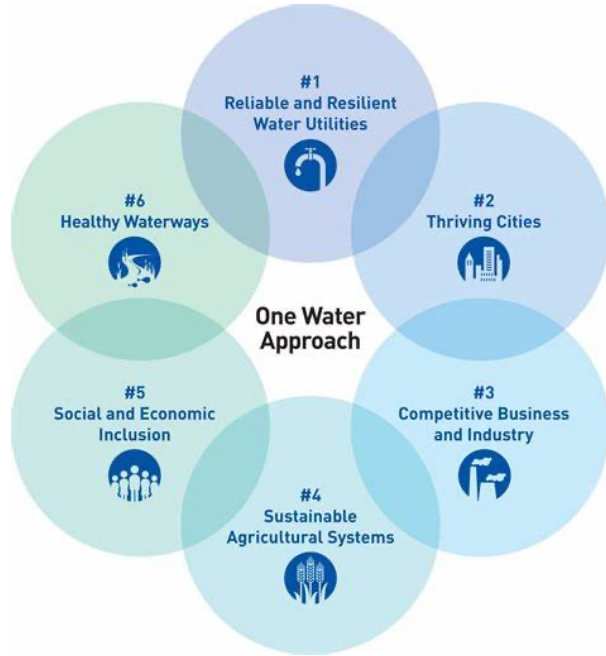 #1
Reliable and Resilient
Water Utilities
#2
Thriving Cities
#3
Competitive Business
and Industry
#4
Sustainable
Agricultural Systems
#5
Social and Economic
Inclusion
#6
Healthy Waterways
One Water
Approach